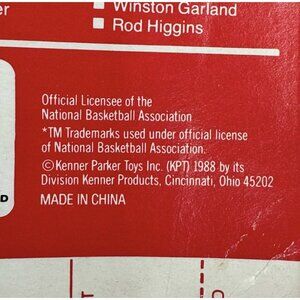 er
■ Winston Garland
■ Rod Higgins
Official Licensee of the
National Basketball Association
*TM Trademarks used under official license
of National Basketball Association.
©Kenner Parker Toys Inc. (KPT) 1988 by its
Division Kenner Products, Cincinnati, Ohio 45202
MADE IN CHINA
D